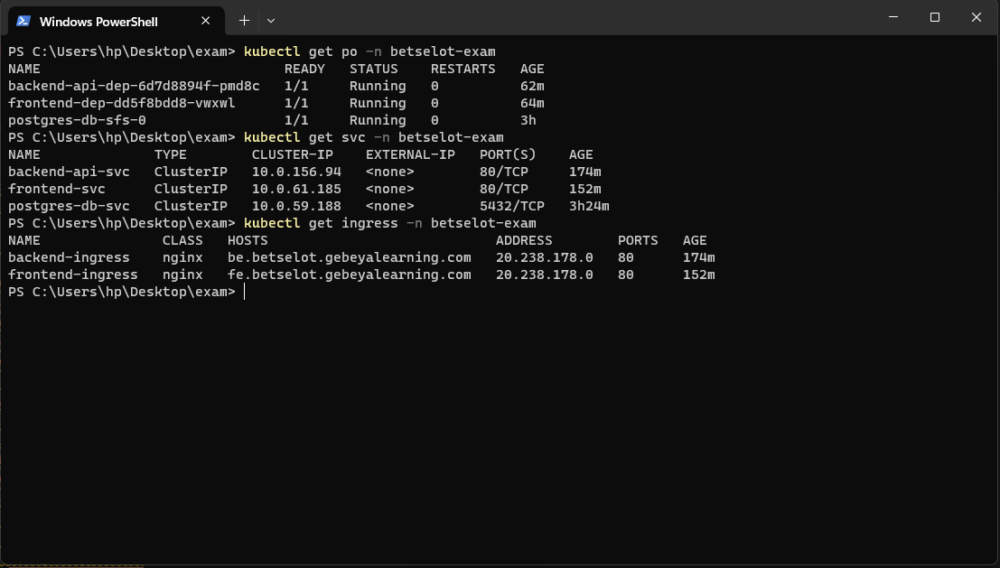 Windows PowerShell
PS C:\Users\hp\Desktop\exam> kubectl get po -n betselot-exam
NAME                              READY   STATUS    RESTARTS   AGE
backend-api-dep-6d7d8894f-pmd8c   1/1     Running   0          62m
frontend-dep-dd5f8bdd8-vwxwl      1/1     Running   0          64m
postgres-db-sfs-0                 1/1     Running   0          3h
PS C:\Users\hp\Desktop\exam> kubectl get svc -n betselot-exam
NAME              TYPE        CLUSTER-IP    EXTERNAL-IP   PORT(S)    AGE
backend-api-svc   ClusterIP   10.0.156.94   <none>        80/TCP     174m
frontend-svc      ClusterIP   10.0.61.185   <none>        80/TCP     152m
postgres-db-svc   ClusterIP   10.0.59.188   <none>        5432/TCP   3h24m
PS C:\Users\hp\Desktop\exam> kubectl get ingress -n betselot-exam
NAME               CLASS   HOSTS                            ADDRESS        PORTS   AGE
backend-ingress    nginx   be.betselot.gebeyalearning.com   20.238.178.0   80      174m
frontend-ingress   nginx   fe.betselot.gebeyalearning.com   20.238.178.0   80      152m
PS C:\Users\hp\Desktop\exam>